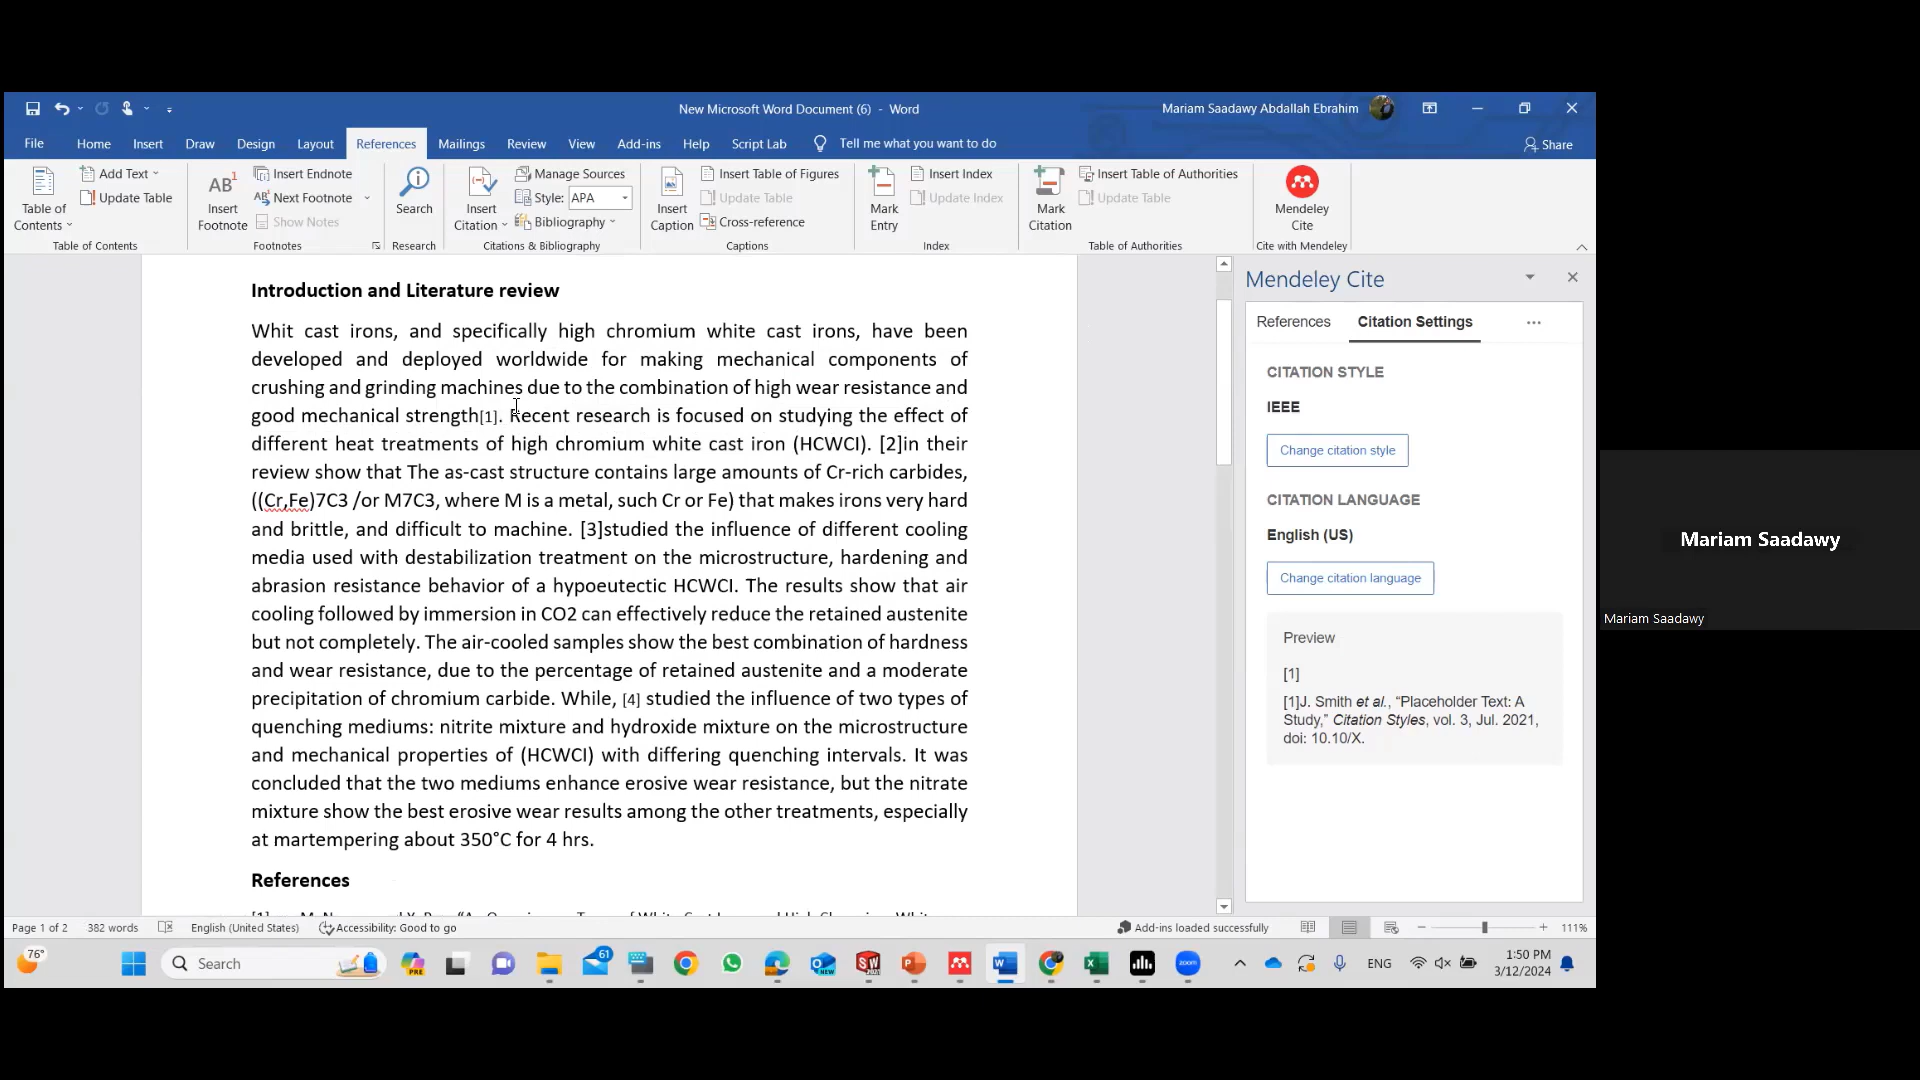 New Microsoft Word Document (6) - Word
Mariam Saadawy Abdallah Ebrahim
File Home Insert Draw Design Layout References Mailings Review View Add-ins Help Script Lab Tell me what you want to do Share
Table of Contents
Add Text
Update Table
Table of Contents
AB1
Insert Footnote
Insert Endnote
AB Next Footnote
Show Notes
Footnotes
Search
Research
Insert Citation
Manage Sources
Style: APA
Bibliography
Citations & Bibliography
Insert Caption
Insert Table of Figures
Update Table
Cross-reference
Captions
Mark Entry
Insert Index
Update Index
Index
Mark Citation
Insert Table of Authorities
Update Table
Table of Authorities
Mendeley Cite
Cite with Mendeley
Introduction and Literature review
Whit cast irons, and specifically high chromium white cast irons, have been
developed and deployed worldwide for making mechanical components of
crushing and grinding machines due to the combination of high wear resistance and
good mechanical strength[1]. Recent research is focused on studying the effect of
different heat treatments of high chromium white cast iron (HCWCI). [2]in their
review show that The as-cast structure contains large amounts of Cr-rich carbides,
((Cr,Fe)7C3 /or M7C3, where M is a metal, such Cr or Fe) that makes irons very hard
and brittle, and difficult to machine. [3]studied the influence of different cooling
media used with destabilization treatment on the microstructure, hardening and
abrasion resistance behavior of a hypoeutectic HCWCI. The results show that air
cooling followed by immersion in CO2 can effectively reduce the retained austenite
but not completely. The air-cooled samples show the best combination of hardness
and wear resistance, due to the percentage of retained austenite and a moderate
precipitation of chromium carbide. While, [4] studied the influence of two types of
quenching mediums: nitrite mixture and hydroxide mixture on the microstructure
and mechanical properties of (HCWCI) with differing quenching intervals. It was
concluded that the two mediums enhance erosive wear resistance, but the nitrate
mixture show the best erosive wear results among the other treatments, especially
at martempering about 350°C for 4 hrs.
References
Mendeley Cite
References Citation Settings ...
CITATION STYLE
IEEE
Change citation style
CITATION LANGUAGE
English (US)
Change citation language
Preview
[1]
[1]J. Smith et al., “Placeholder Text: A
Study,” Citation Styles, vol. 3, Jul. 2021,
doi: 10.10/X.
Mariam Saadawy
Mariam Saadawy
Page 1 of 2 382 words English (United States) Accessibility: Good to go Add-ins loaded successfully 111%
76° Search PRE 61 NEW SW 2021 zoom ENG 1:50 PM
3/12/2024